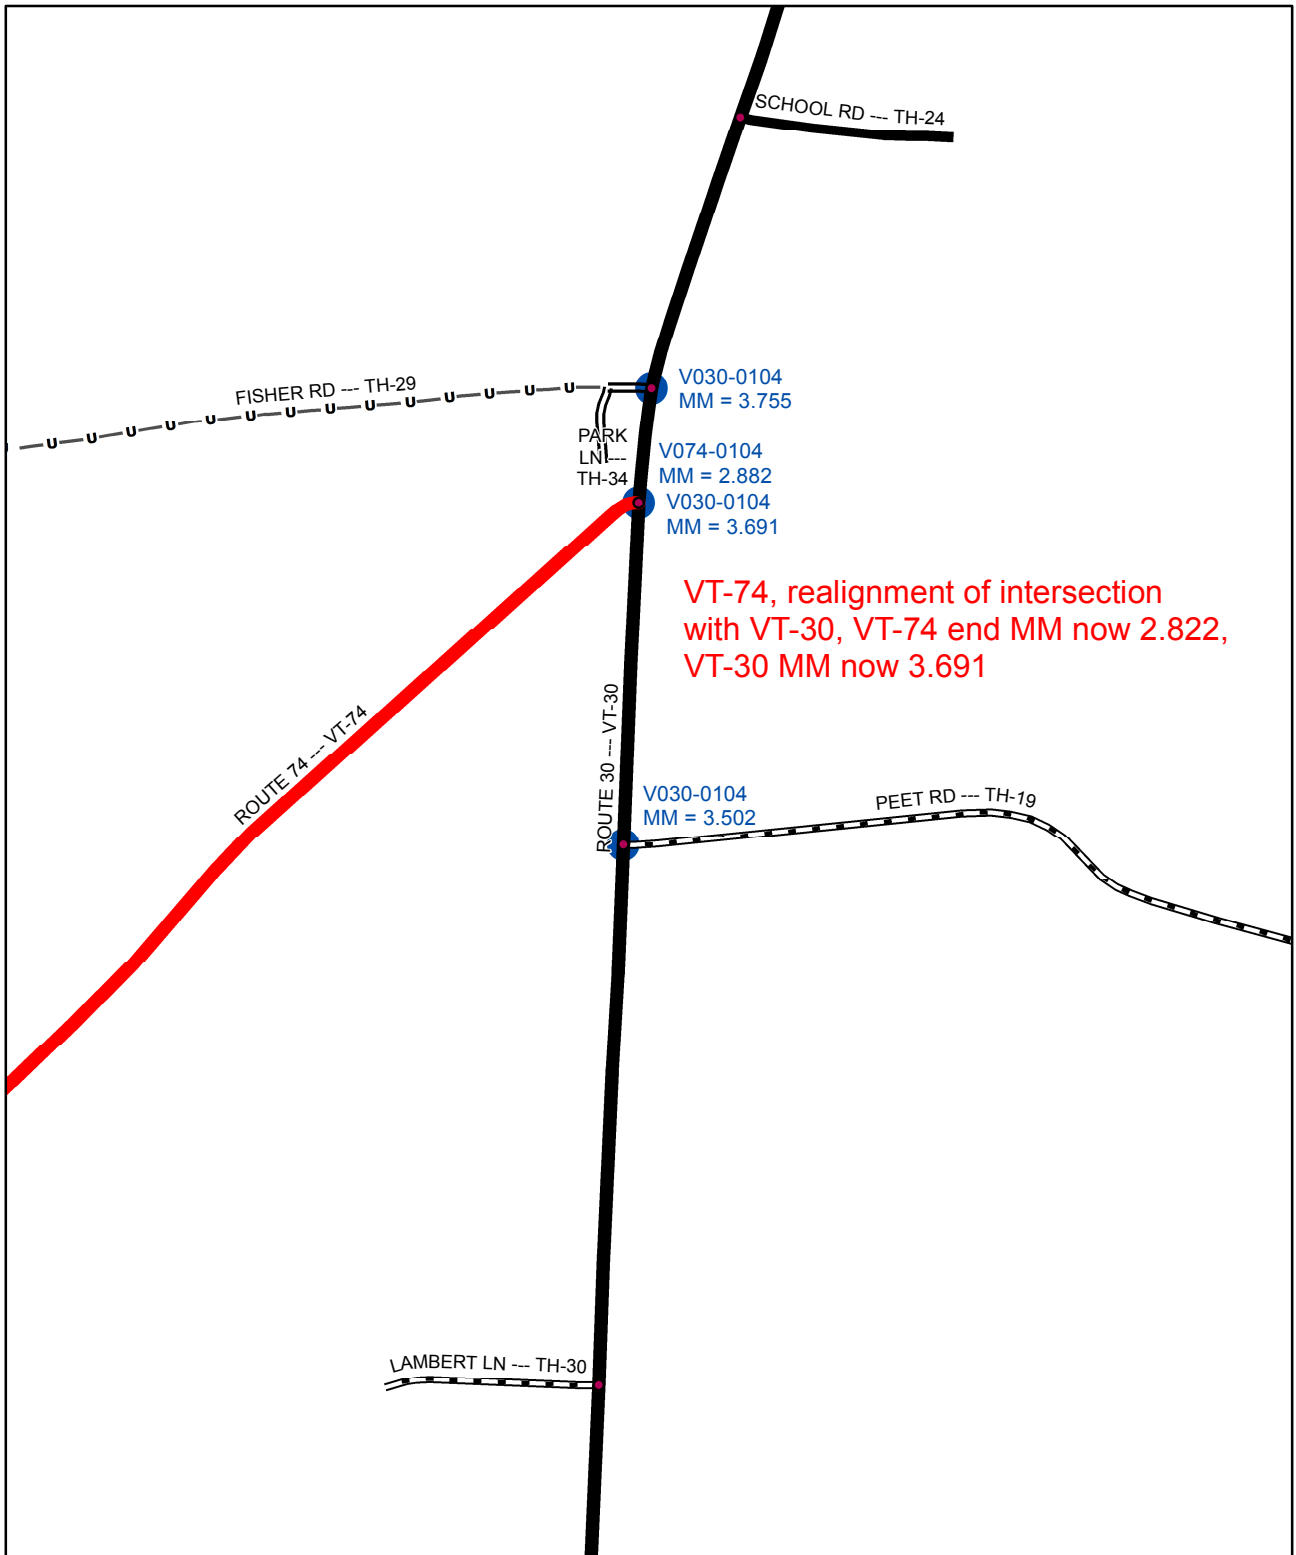 SCHOOL RD --- TH-24
V030-0104
MM = 3.755
FISHER RD --- TH-29
U U U U U U U U U U U U U U
PARK
LN ---
TH-34
V074-0104
MM = 2.882
V030-0104
MM = 3.691
VT-74, realignment of intersection
with VT-30, VT-74 end MM now 2.822,
VT-30 MM now 3.691
ROUTE 74 --- VT-74
ROUTE 30 --- VT-30
V030-0104
MM = 3.502
PEET RD --- TH-19
LAMBERT LN --- TH-30